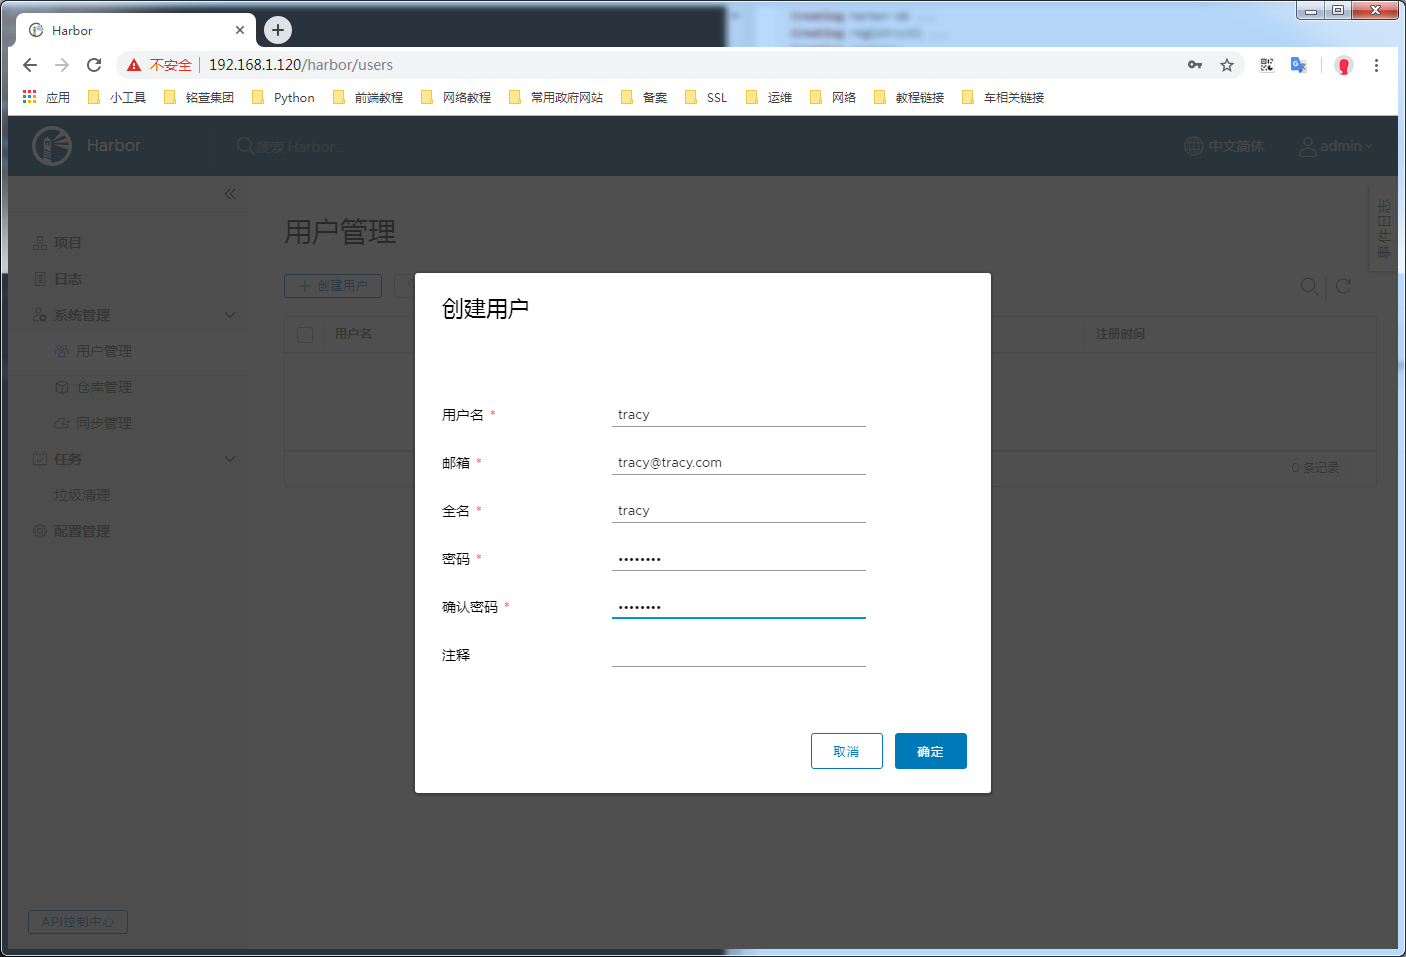 Creating harbor-db ...
Creating registryctl ...
Harbor
不安全 192.168.1.120/harbor/users
应用 小工具 铭萱集团 Python 前端教程 网络教程 常用政府网站 备案 SSL 运维 网络 教程链接 车相关链接
Harbor 搜索 Harbor... 中文简体 admin
事件日志
用户管理
项目
日志
系统管理
用户管理
仓库管理
同步管理
任务
垃圾清理
配置管理
API控制中心
创建用户
用户名 注册时间
0 条记录
创建用户
用户名 * tracy
邮箱 * tracy@tracy.com
全名 * tracy
密码 * ••••••••
确认密码 * ••••••••
注释
取消 确定